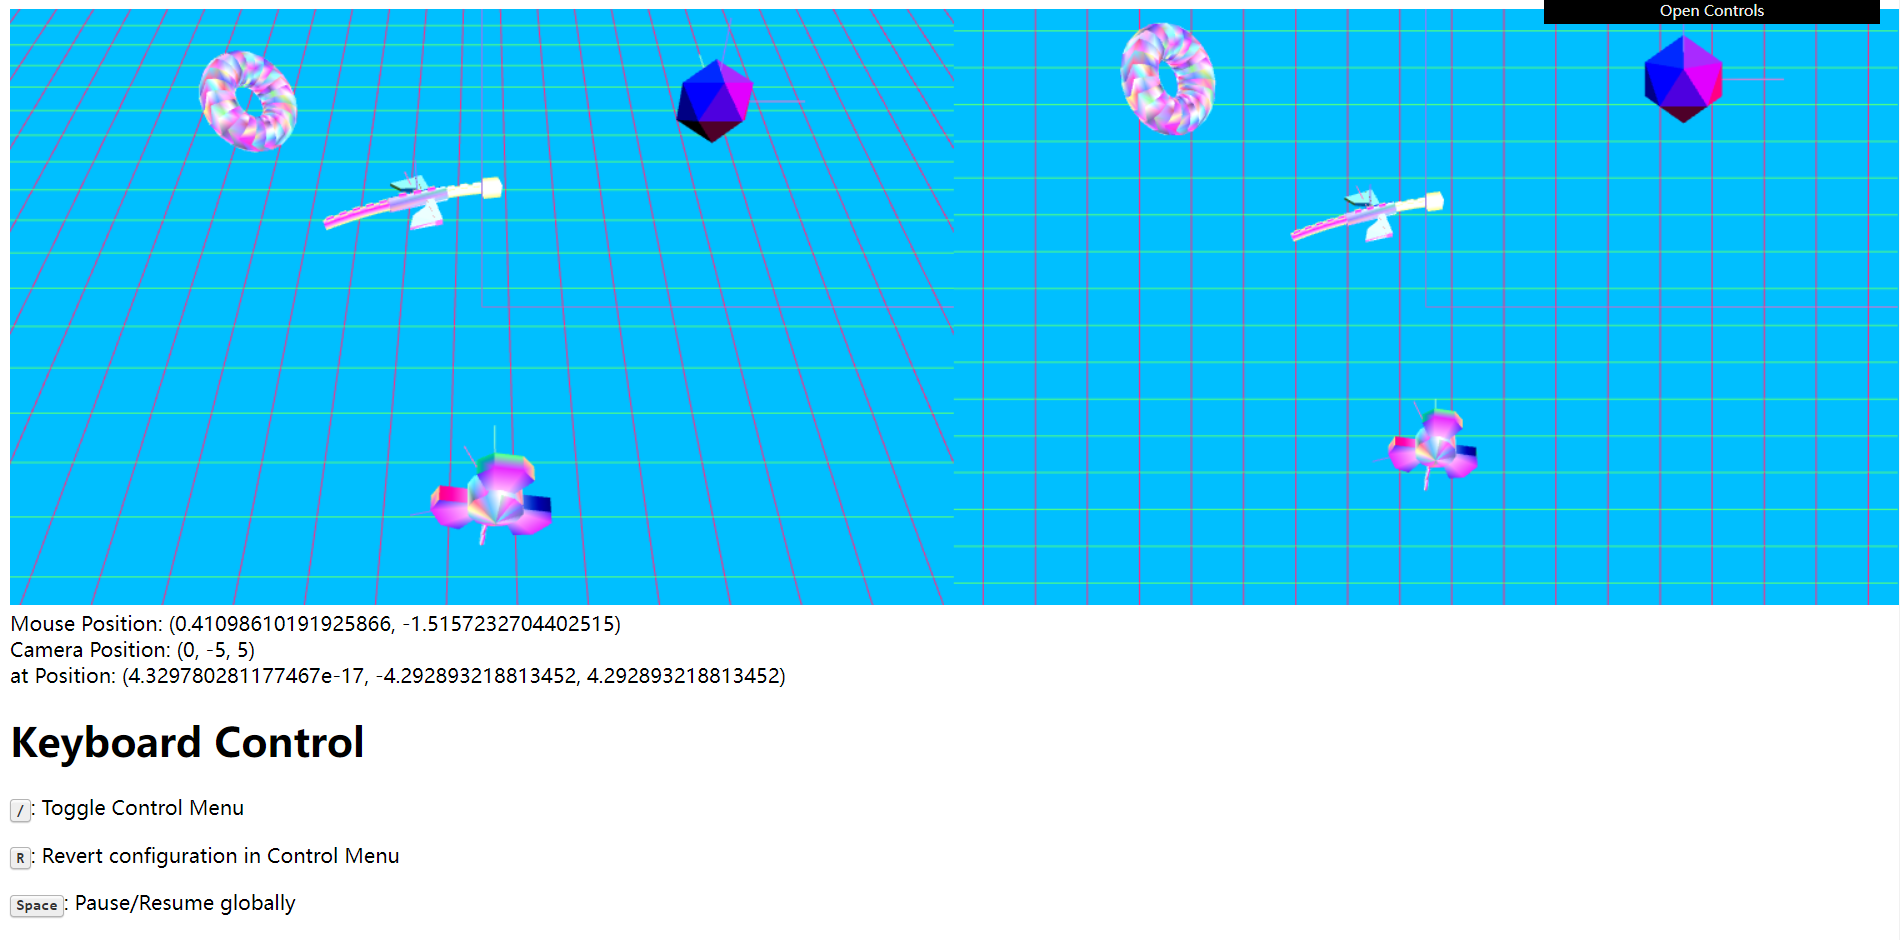 Open Controls
Mouse Position: (0.41098610191925866, -1.5157232704402515)
Camera Position: (0, -5, 5)
at Position: (4.329780281177467e-17, -4.292893218813452, 4.292893218813452)
Keyboard Control
/: Toggle Control Menu
R: Revert configuration in Control Menu
Space: Pause/Resume globally